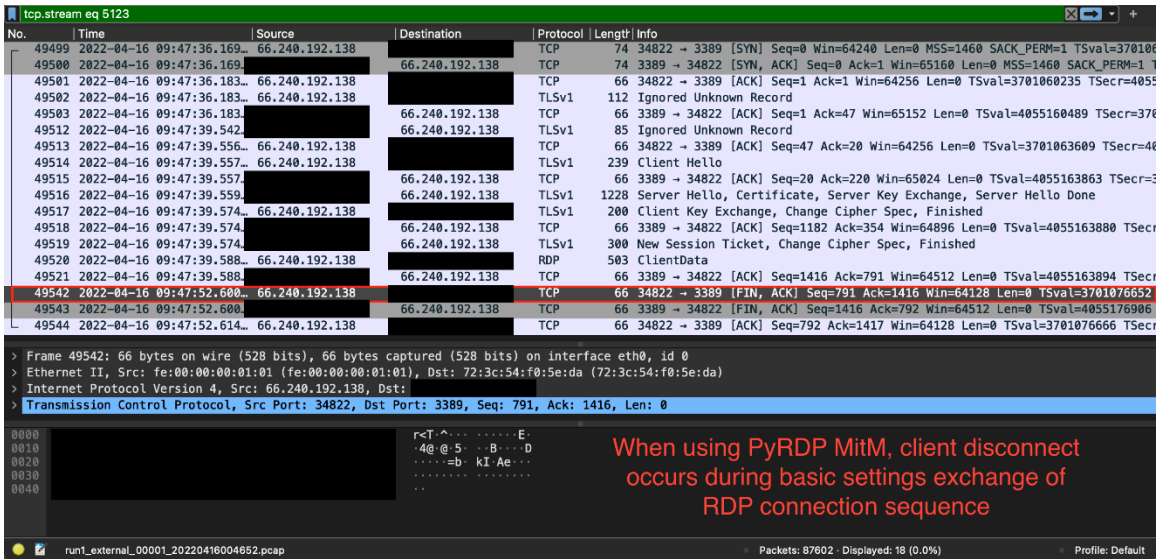 tcp.stream eq 5123
No. Time Source Destination Protocol Length Info
49499 2022-04-16 09:47:36.169… 66.240.192.138 TCP 74 34822 → 3389 [SYN] Seq=0 Win=64240 Len=0 MSS=1460 SACK_PERM=1 TSval=370106
49500 2022-04-16 09:47:36.169. 66.240.192.138 TCP 74 3389 → 34822 [SYN, ACK] Seq=0 Ack=1 Win=65160 Len=0 MSS=1460 SACK_PERM=1 T
49501 2022-04-16 09:47:36.183… 66.240.192.138 TCP 66 34822 → 3389 [ACK] Seq=1 Ack=1 Win=64256 Len=0 TSval=3701060235 TSecr=4055
49502 2022-04-16 09:47:36.183… 66.240.192.138 TLSv1 112 Ignored Unknown Record
49503 2022-04-16 09:47:36.183. 66.240.192.138 TCP 66 3389 → 34822 [ACK] Seq=1 Ack=47 Win=65152 Len=0 TSval=4055160489 TSecr=370
49512 2022-04-16 09:47:39.542. 66.240.192.138 TLSv1 85 Ignored Unknown Record
49513 2022-04-16 09:47:39.556… 66.240.192.138 TCP 66 34822 → 3389 [ACK] Seq=47 Ack=20 Win=64256 Len=0 TSval=3701063609 TSecr=40
49514 2022-04-16 09:47:39.557… 66.240.192.138 TLSv1 239 Client Hello
49515 2022-04-16 09:47:39.557. 66.240.192.138 TCP 66 3389 → 34822 [ACK] Seq=20 Ack=220 Win=65024 Len=0 TSval=4055163863 TSecr=3
49516 2022-04-16 09:47:39.559. 66.240.192.138 TLSv1 1228 Server Hello, Certificate, Server Key Exchange, Server Hello Done
49517 2022-04-16 09:47:39.574… 66.240.192.138 TLSv1 200 Client Key Exchange, Change Cipher Spec, Finished
49518 2022-04-16 09:47:39.574. 66.240.192.138 TCP 66 3389 → 34822 [ACK] Seq=1182 Ack=354 Win=64896 Len=0 TSval=4055163880 TSecr
49519 2022-04-16 09:47:39.574. 66.240.192.138 TLSv1 300 New Session Ticket, Change Cipher Spec, Finished
49520 2022-04-16 09:47:39.588… 66.240.192.138 RDP 503 ClientData
49521 2022-04-16 09:47:39.588. 66.240.192.138 TCP 66 3389 → 34822 [ACK] Seq=1416 Ack=791 Win=64512 Len=0 TSval=4055163894 TSecr
49542 2022-04-16 09:47:52.600… 66.240.192.138 TCP 66 34822 → 3389 [FIN, ACK] Seq=791 Ack=1416 Win=64128 Len=0 TSval=3701076652
49543 2022-04-16 09:47:52.600. 66.240.192.138 TCP 66 3389 → 34822 [FIN, ACK] Seq=1416 Ack=792 Win=64512 Len=0 TSval=4055176906
49544 2022-04-16 09:47:52.614… 66.240.192.138 TCP 66 34822 → 3389 [ACK] Seq=792 Ack=1417 Win=64128 Len=0 TSval=3701076666 TSecr
> Frame 49542: 66 bytes on wire (528 bits), 66 bytes captured (528 bits) on interface eth0, id 0
> Ethernet II, Src: fe:00:00:00:01:01 (fe:00:00:00:01:01), Dst: 72:3c:54:f0:5e:da (72:3c:54:f0:5e:da)
> Internet Protocol Version 4, Src: 66.240.192.138, Dst:
> Transmission Control Protocol, Src Port: 34822, Dst Port: 3389, Seq: 791, Ack: 1416, Len: 0
0000 r<T·^··· ······E·
0010 ·4@·@·5· ··B····D
0020 ·····=b· kI·Ae···
0030 ········ ········
0040 ··
When using PyRDP MitM, client disconnect
occurs during basic settings exchange of
RDP connection sequence
run1_external_00001_20220416004652.pcap Packets: 87602 · Displayed: 18 (0.0%) Profile: Default